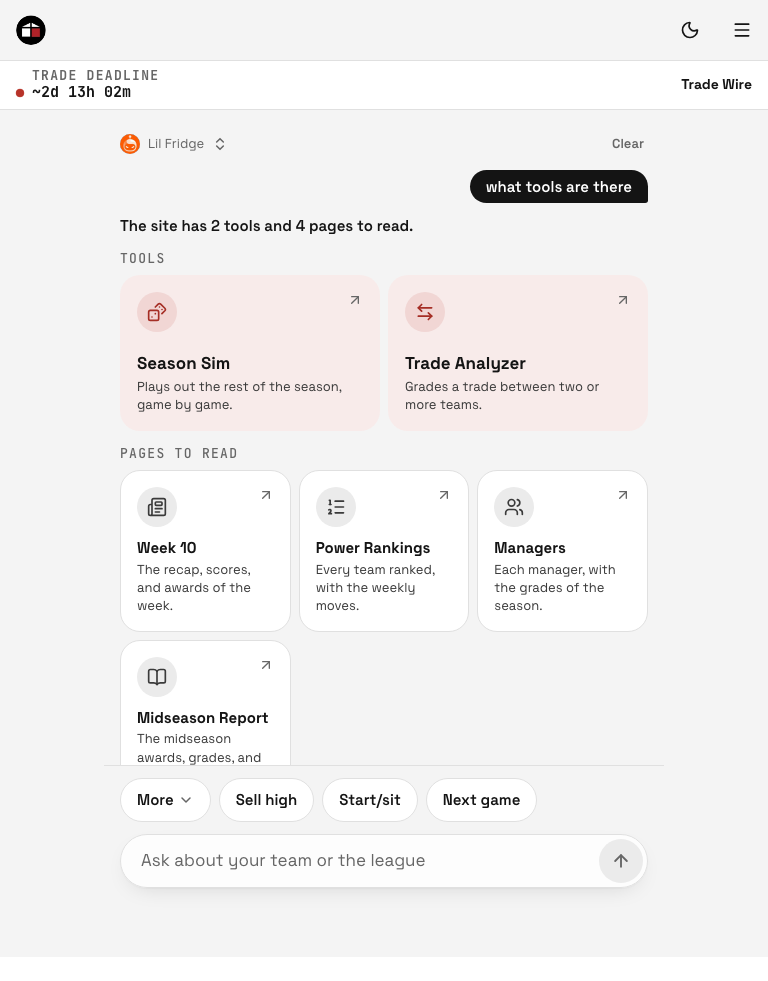 TRADE DEADLINE
~2d 13h 02m
Trade Wire
Lil Fridge
Clear
what tools are there
The site has 2 tools and 4 pages to read.
TOOLS
Season Sim
Plays out the rest of the season,
game by game.
Trade Analyzer
Grades a trade between two or
more teams.
PAGES TO READ
Week 10
The recap, scores,
and awards of the
week.
Power Rankings
Every team ranked,
with the weekly
moves.
Managers
Each manager, with
the grades of the
season.
Midseason Report
The midseason
awards, grades, and
More
Sell high
Start/sit
Next game
Ask about your team or the league